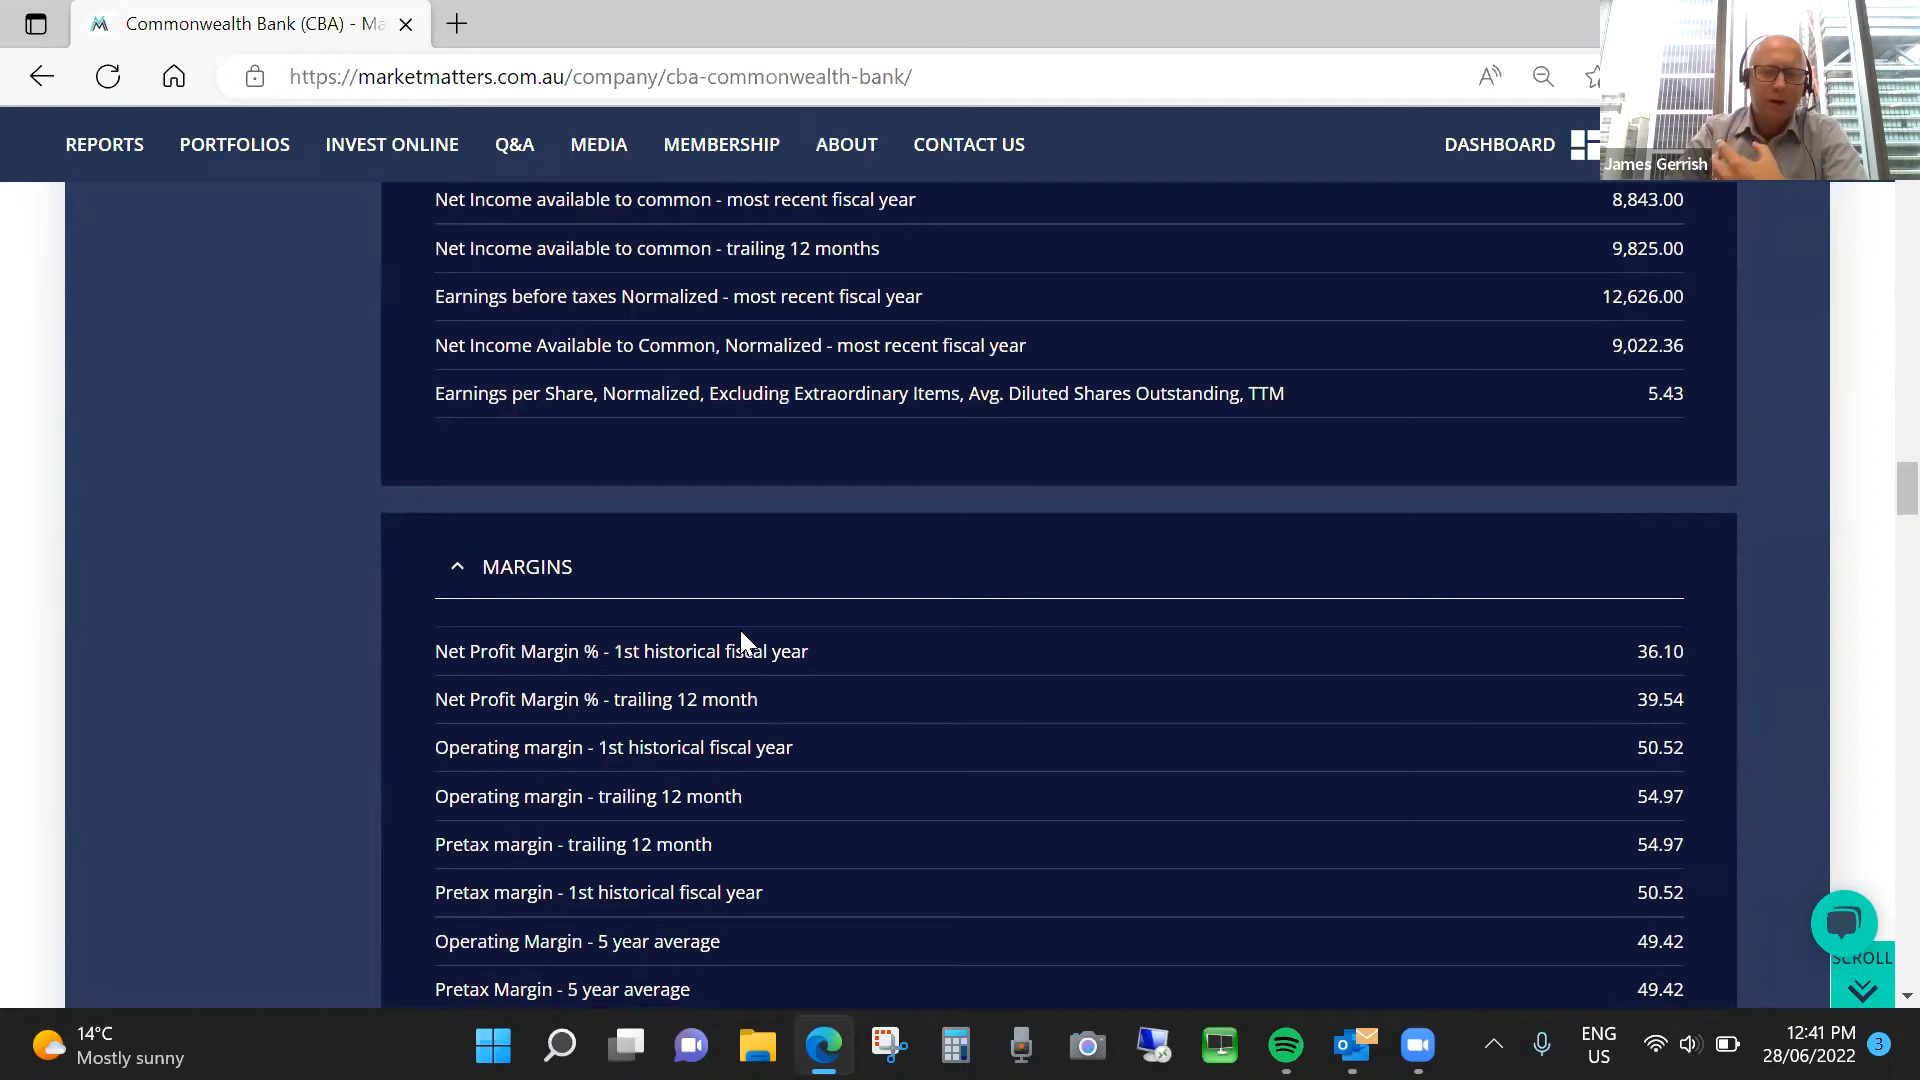 Commonwealth Bank (CBA) - Ma
https://marketmatters.com.au/company/cba-commonwealth-bank/
REPORTS PORTFOLIOS INVEST ONLINE Q&A MEDIA MEMBERSHIP ABOUT CONTACT US DASHBOARD
James Gerrish
Net Income available to common - most recent fiscal year 8,843.00
Net Income available to common - trailing 12 months 9,825.00
Earnings before taxes Normalized - most recent fiscal year 12,626.00
Net Income Available to Common, Normalized - most recent fiscal year 9,022.36
Earnings per Share, Normalized, Excluding Extraordinary Items, Avg. Diluted Shares Outstanding, TTM 5.43
MARGINS
Net Profit Margin % - 1st historical fiscal year 36.10
Net Profit Margin % - trailing 12 month 39.54
Operating margin - 1st historical fiscal year 50.52
Operating margin - trailing 12 month 54.97
Pretax margin - trailing 12 month 54.97
Pretax margin - 1st historical fiscal year 50.52
Operating Margin - 5 year average 49.42
Pretax Margin - 5 year average 49.42
SCROLL
14°C
Mostly sunny
ENG
US
12:41 PM
28/06/2022
3